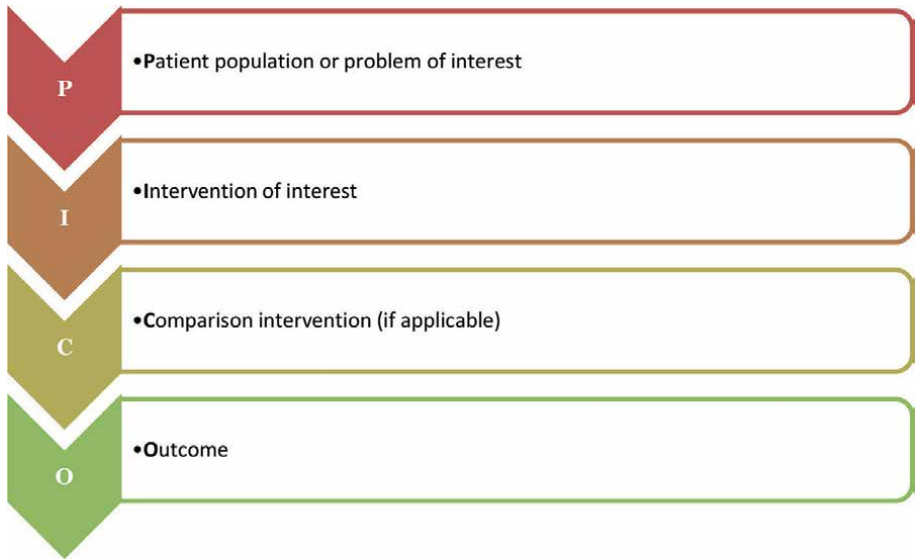 P
•Patient population or problem of interest
I
•Intervention of interest
C
•Comparison intervention (if applicable)
O
•Outcome